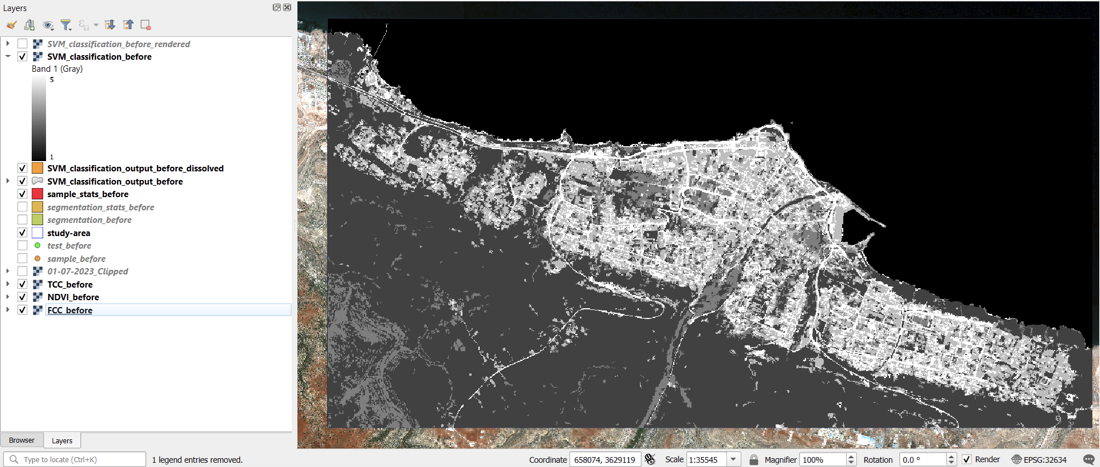 Layers
SVM_classification_before_rendered
SVM_classification_before
Band 1 (Gray)
5
1
SVM_classification_output_before_dissolved
SVM_classification_output_before
sample_stats_before
segmentation_stats_before
segmentation_before
study-area
test_before
sample_before
01-07-2023_Clipped
TCC_before
NDVI_before
FCC_before
Browser Layers
Type to locate (Ctrl+K) 1 legend entries removed. Coordinate 658074, 3629119 Scale 1:35545 Magnifier 100% Rotation 0.0 ° Render EPSG:32634